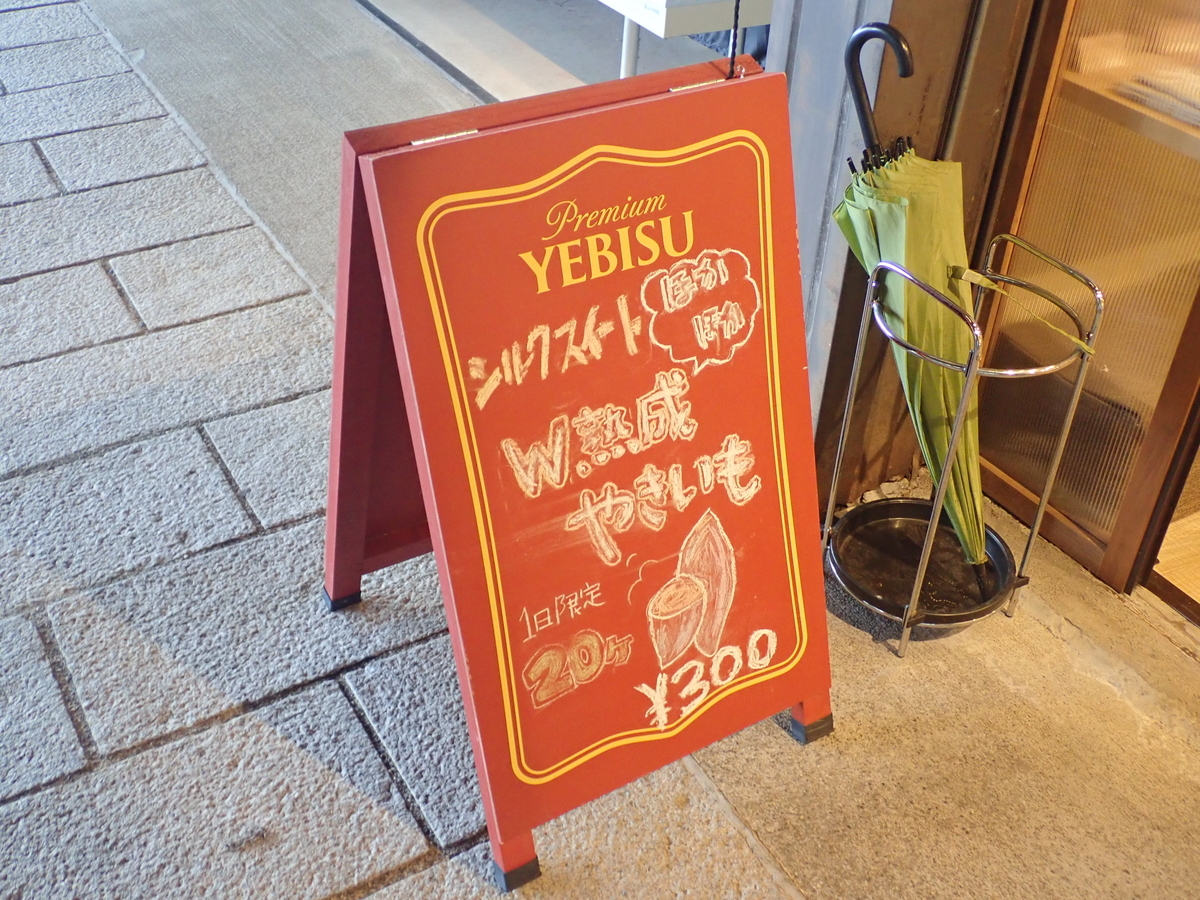 Premium
YEBISU
シルクスイート
ほか
ほか
W熟成
やきいも
1日限定
20ヶ
¥300